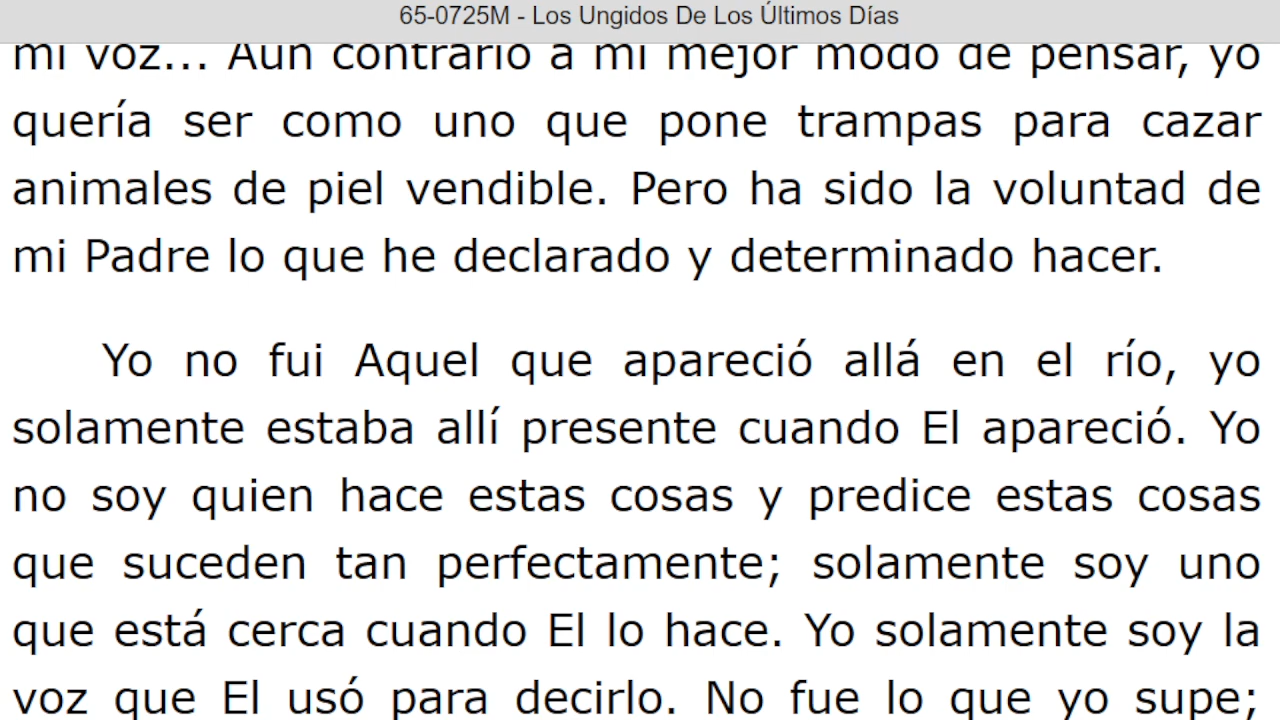 65-0725M - Los Ungidos De Los Últimos Días
mi voz... Aun contrario a mi mejor modo de pensar, yo
quería ser como uno que pone trampas para cazar
animales de piel vendible. Pero ha sido la voluntad de
mi Padre lo que he declarado y determinado hacer.
Yo no fui Aquel que apareció allá en el río, yo
solamente estaba allí presente cuando El apareció. Yo
no soy quien hace estas cosas y predice estas cosas
que suceden tan perfectamente; solamente soy uno
que está cerca cuando El lo hace. Yo solamente soy la
voz que El usó para decirlo. No fue lo que yo supe;